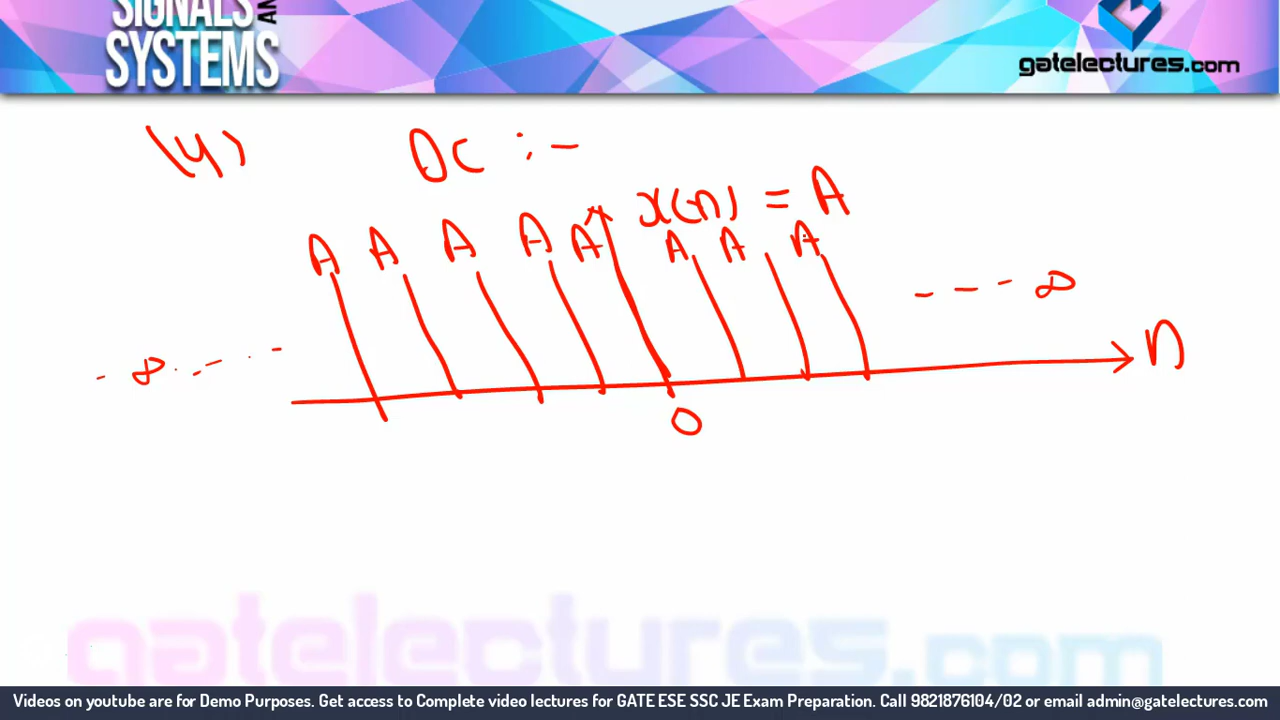 SIGNALS AND
SYSTEMS
gatelectures.com
(4) DC :-
x(n) = A
A A A A A A A A
--- ∞
∞ ---
n
0
gatelectures.com
Videos on youtube are for Demo Purposes. Get access to Complete video lectures for GATE ESE SSC JE Exam Preparation. Call 9821876104/02 or email admin@gatelectures.com